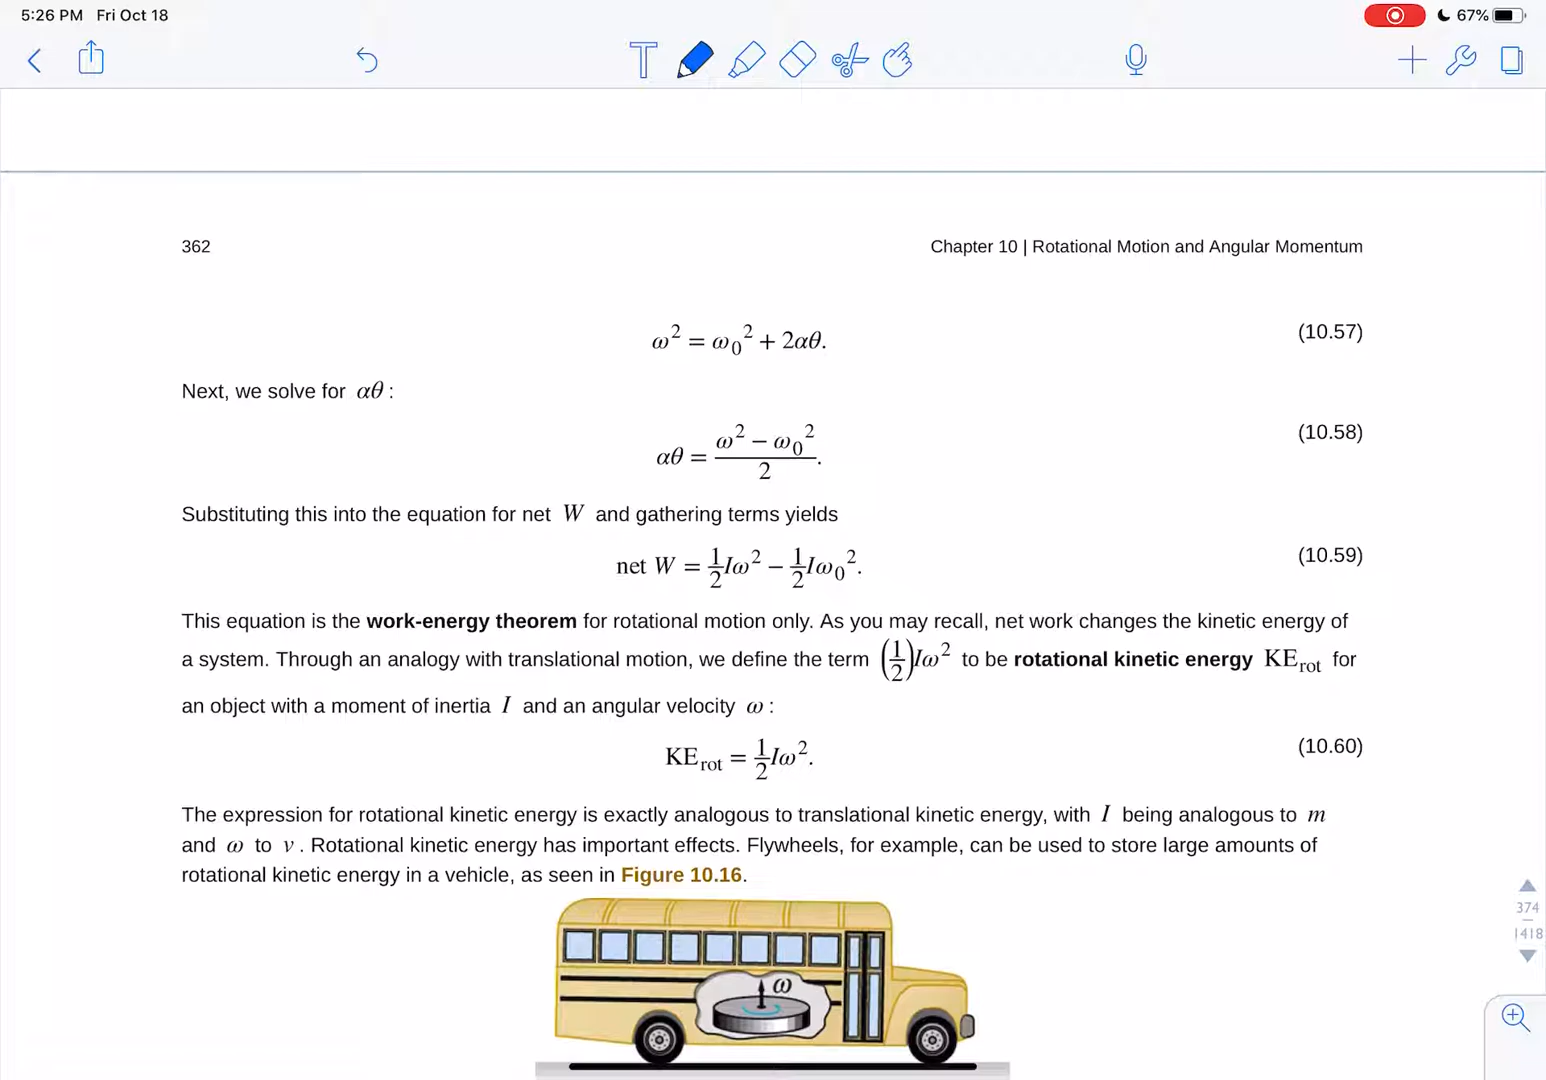 5:26 PM Fri Oct 18
67%
T
362
Chapter 10 | Rotational Motion and Angular Momentum
ω² = ω₀² + 2αθ.
(10.57)
Next, we solve for αθ :
αθ = (ω² − ω₀²)/2.
(10.58)
Substituting this into the equation for net W and gathering terms yields
net W = ½Iω² − ½Iω₀².
(10.59)
This equation is the work-energy theorem for rotational motion only. As you may recall, net work changes the kinetic energy of
a system. Through an analogy with translational motion, we define the term (½)Iω² to be rotational kinetic energy KE_rot for
an object with a moment of inertia I and an angular velocity ω :
KE_rot = ½Iω².
(10.60)
The expression for rotational kinetic energy is exactly analogous to translational kinetic energy, with I being analogous to m
and ω to v . Rotational kinetic energy has important effects. Flywheels, for example, can be used to store large amounts of
rotational kinetic energy in a vehicle, as seen in Figure 10.16.
ω
374
1418